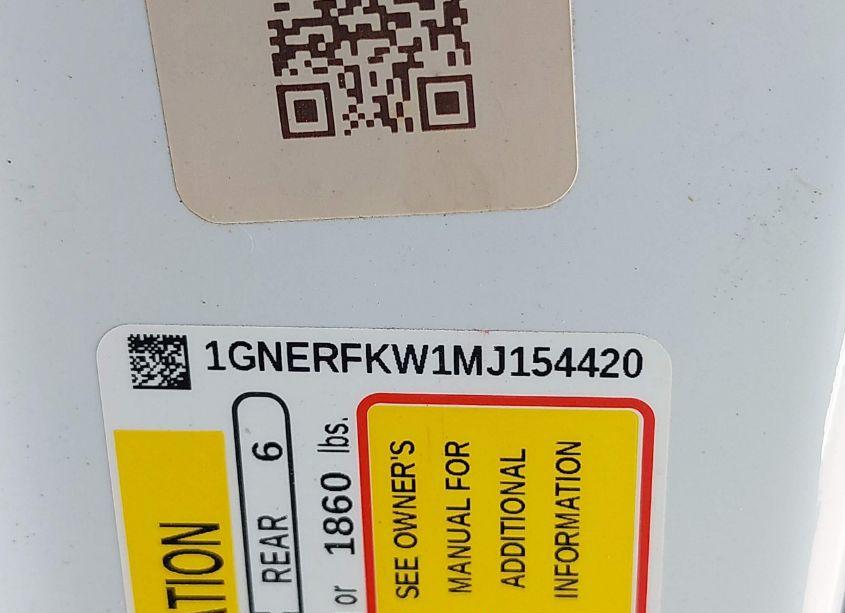 1GNERFKW1MJ154420
ATION
REAR 6
or 1860 lbs.
SEE OWNER'S
MANUAL FOR
ADDITIONAL
INFORMATION